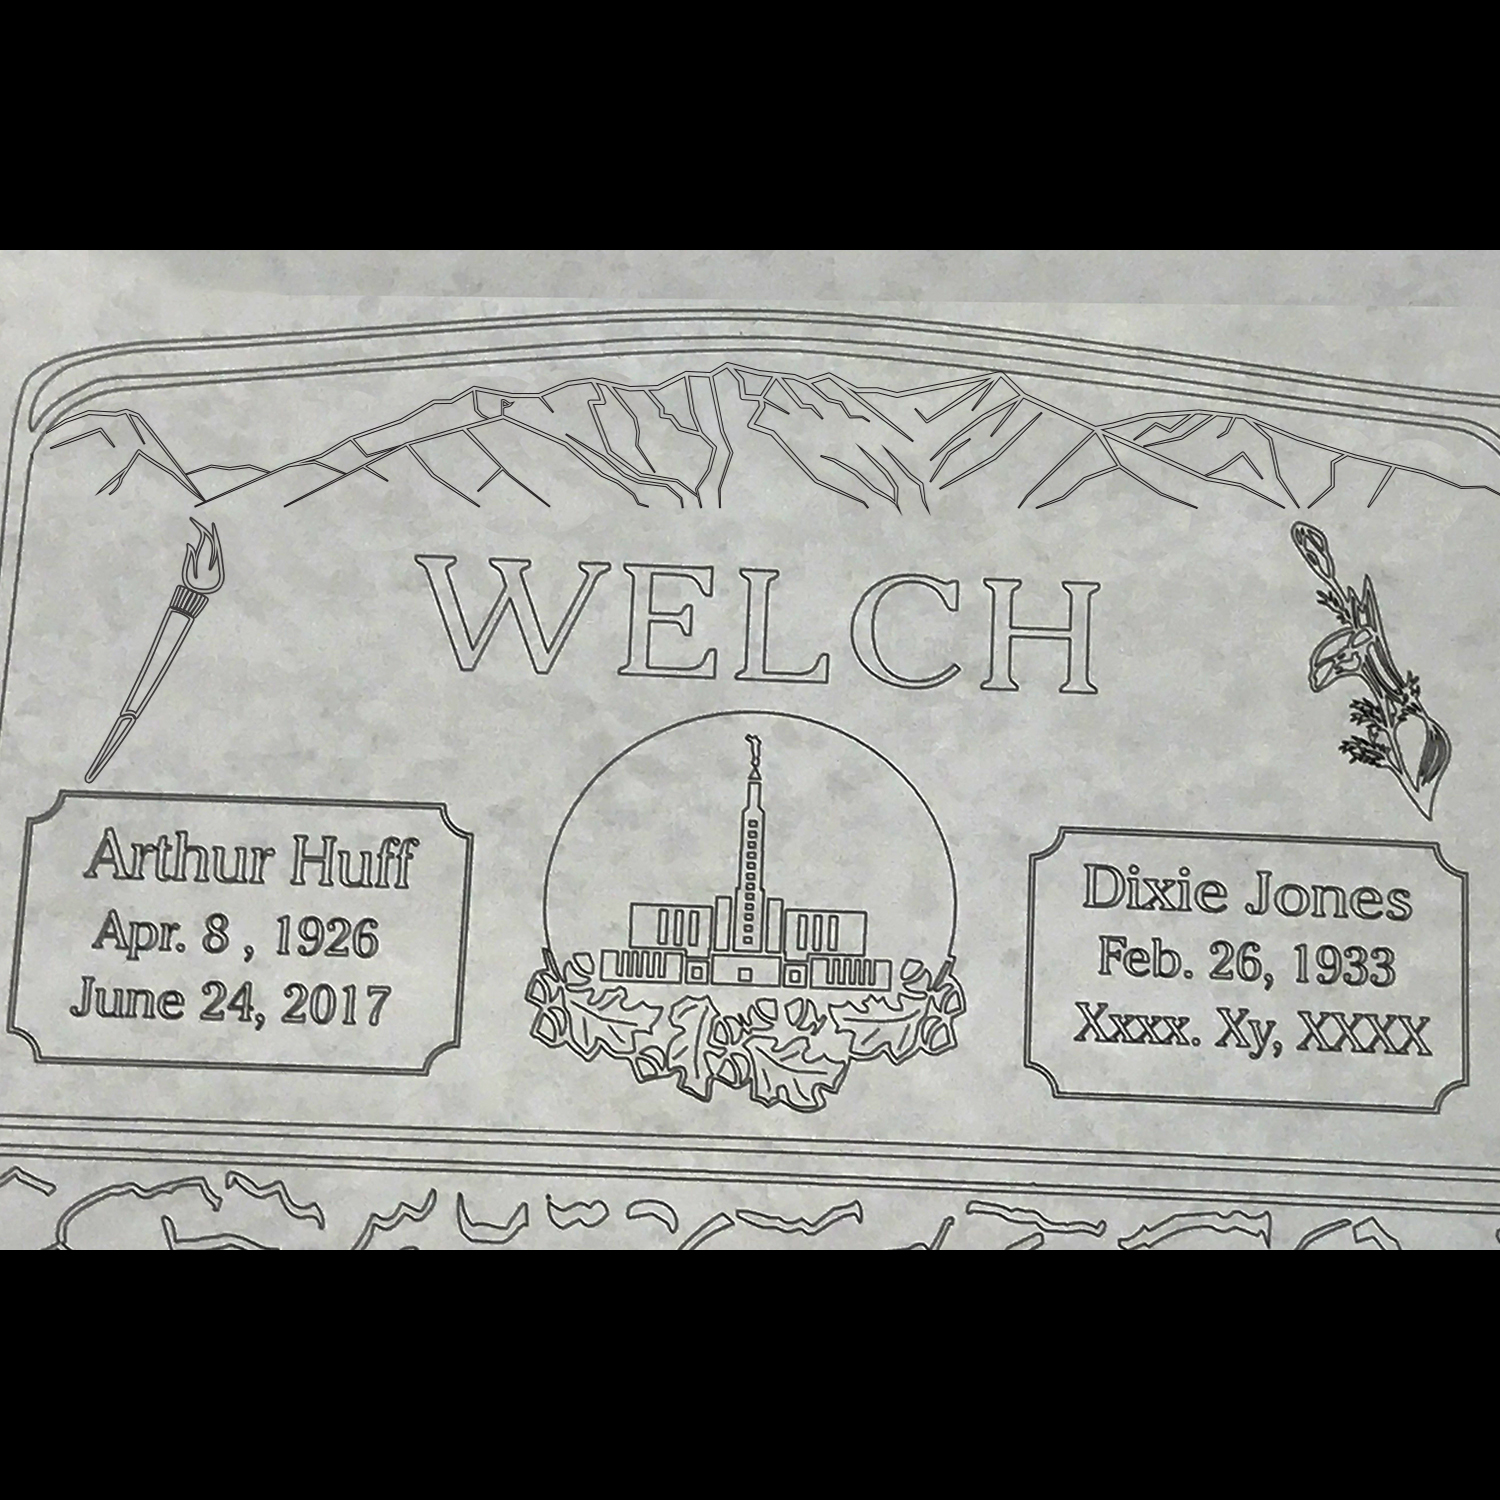 WELCH
Arthur Huff
Apr. 8 , 1926
June 24, 2017
Dixie Jones
Feb. 26, 1933
Xxxx. Xy, XXXX